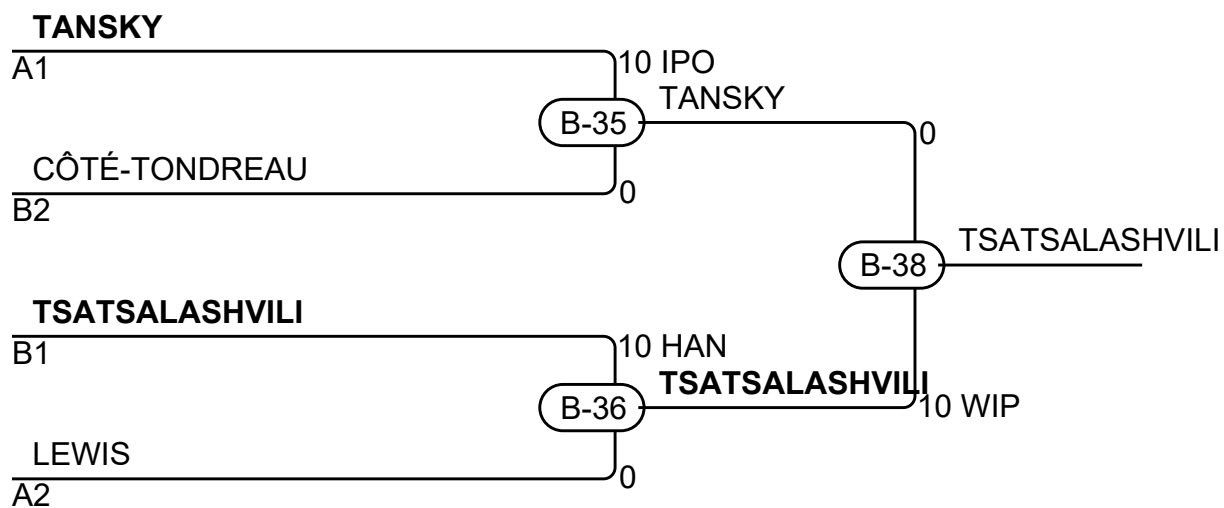 TANSKY
A1
10 IPO
TANSKY
B-35
0
CÔTÉ-TONDREAU
B2
0
TSATSALASHVILI
B-38
TSATSALASHVILI
B1
10 HAN
TSATSALASHVILI
B-36
10 WIP
LEWIS
A2
0